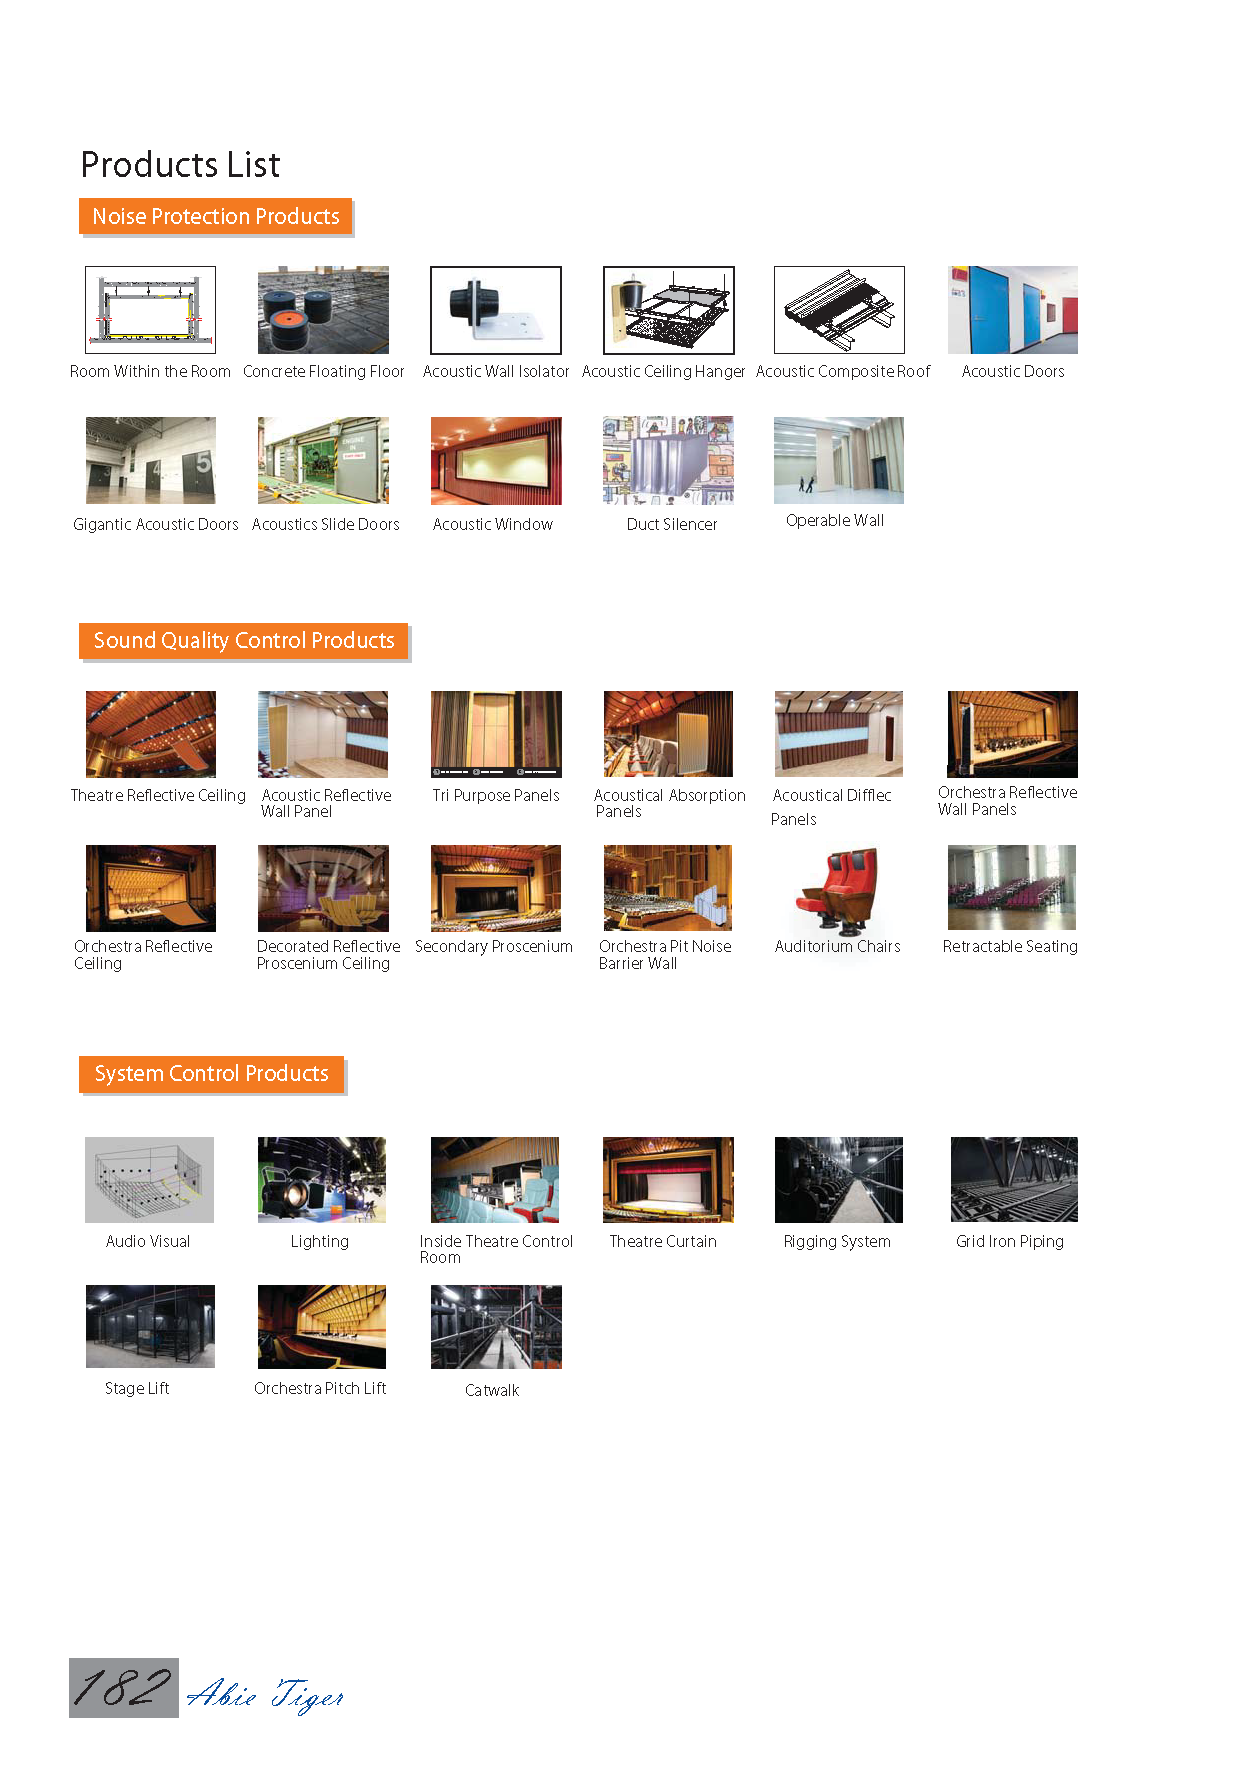 Products List
Noise Protection Products
Room Within the Room Concrete Floating Floor Acoustic Wall Isolator Acoustic Ceiling Hanger Acoustic Composite Roof Acoustic Doors
ENGINE
IN
4 5
Gigantic Acoustic Doors Acoustics Slide Doors Acoustic Window Duct Silencer Operable Wall
Sound Quality Control Products
Theatre Reflective Ceiling
Acoustic Reflective
Wall Panel
Tri Purpose Panels
Acoustical Absorption
Panels
Acoustical Difflec
Panels
Orchestra Reflective
Wall Panels
Orchestra Reflective
Ceiling
Decorated Reflective
Proscenium Ceiling
Secondary Proscenium
Orchestra Pit Noise
Barrier Wall
Auditorium Chairs
Retractable Seating
System Control Products
Audio Visual
Lighting
Inside Theatre Control
Room
Theatre Curtain
Rigging System
Grid Iron Piping
Stage Lift
Orchestra Pitch Lift
Catwalk
182 Abie Tiger